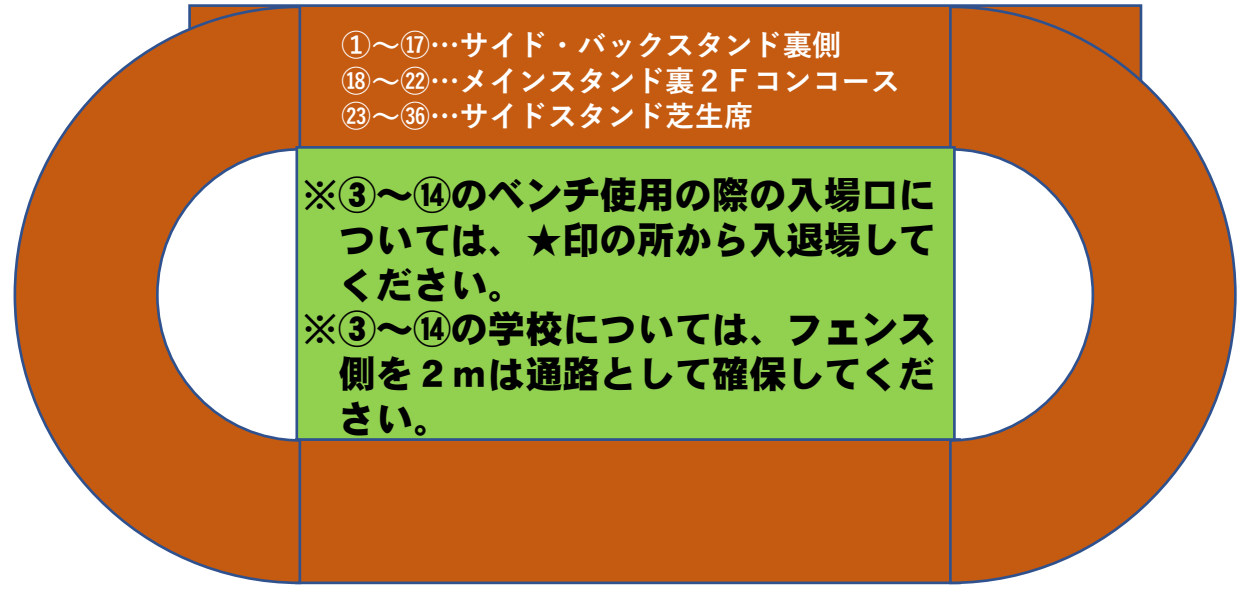 ①～⑰…サイド・バックスタンド裏側
⑱～㉒…メインスタンド裏２Ｆコンコース
㉓～㊱…サイドスタンド芝生席
※③～⑭のベンチ使用の際の入場口に
ついては、★印の所から入退場して
ください。
※③～⑭の学校については、フェンス
側を２ｍは通路として確保してくだ
さい。